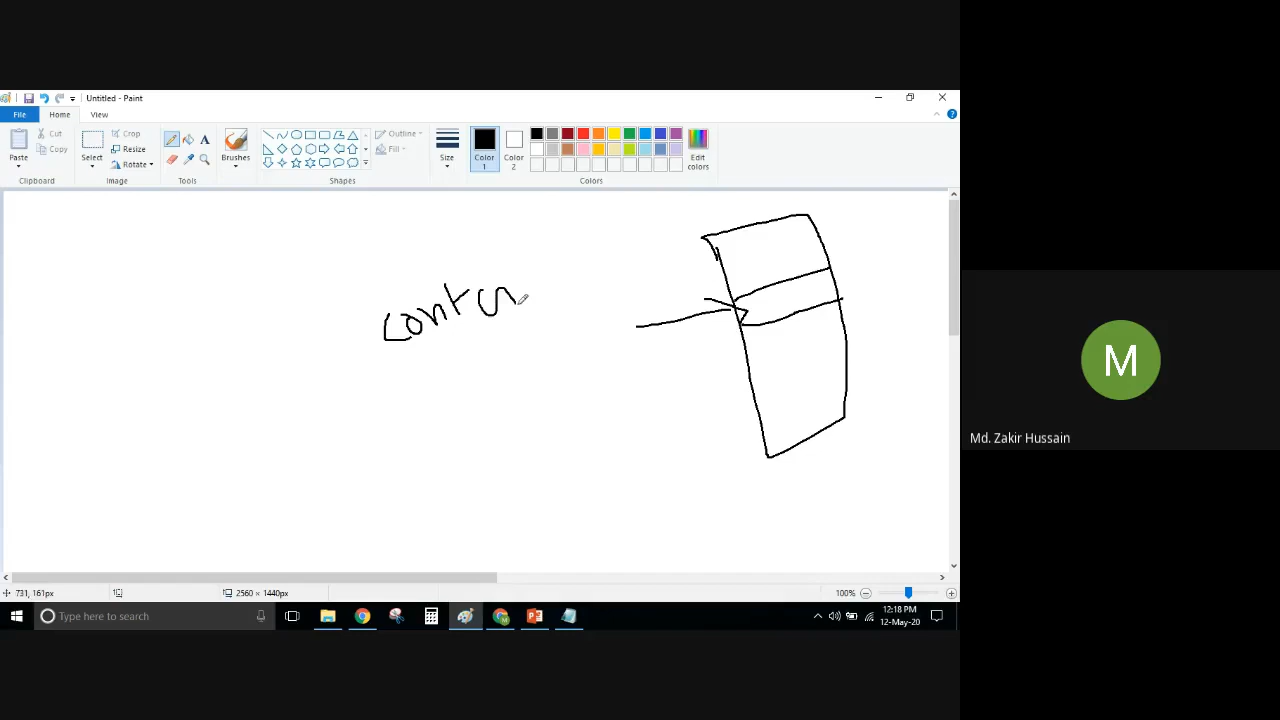 Untitled - Paint
File
Home
View
Paste
Cut
Copy
Clipboard
Select
Crop
Resize
Rotate
Image
Tools
Brushes
Shapes
Outline
Fill
Size
Color 1
Color 2
Edit colors
Colors
731, 161px
2560 × 1440px
100%
Type here to search
12:18 PM
12-May-20
M
Md. Zakir Hussain